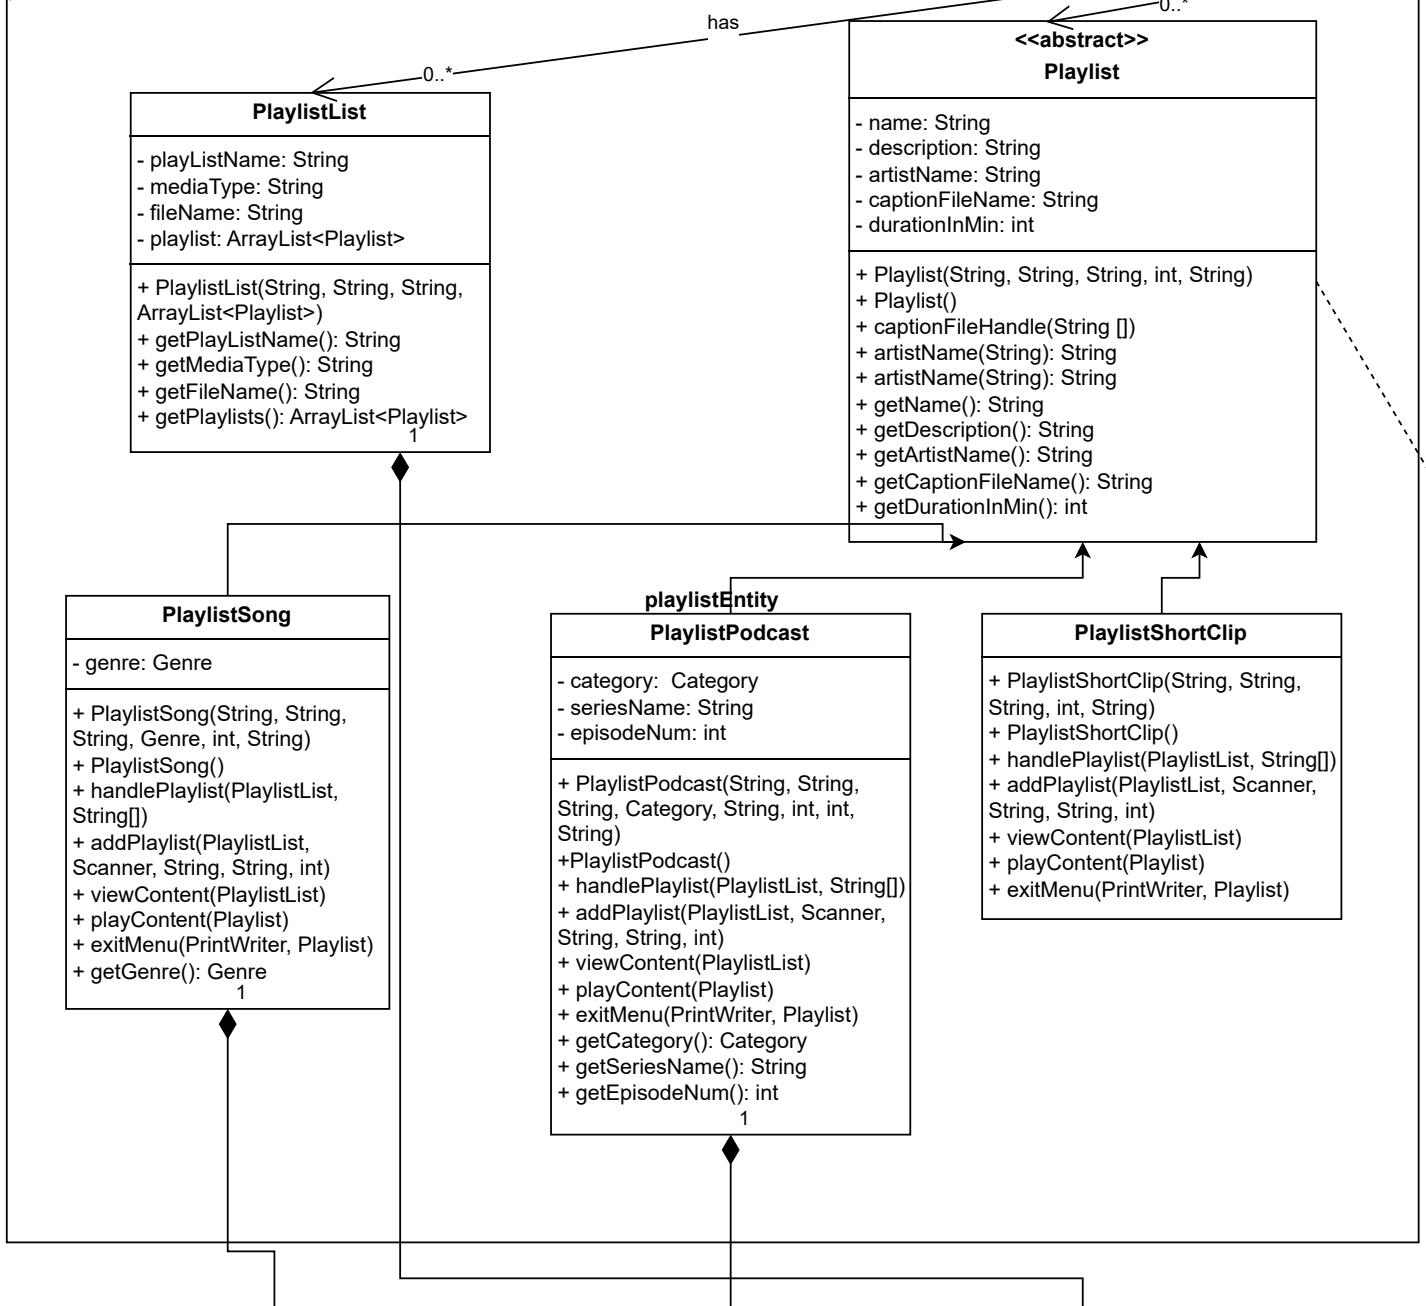 has
0..*
0..*
<<abstract>>
Playlist
- name: String
- description: String
- artistName: String
- captionFileName: String
- durationInMin: int
+ Playlist(String, String, String, int, String)
+ Playlist()
+ captionFileHandle(String [])
+ artistName(String): String
+ artistName(String): String
+ getName(): String
+ getDescription(): String
+ getArtistName(): String
+ getCaptionFileName(): String
+ getDurationInMin(): int
PlaylistList
- playListName: String
- mediaType: String
- fileName: String
- playlist: ArrayList<Playlist>
+ PlaylistList(String, String, String,
ArrayList<Playlist>)
+ getPlayListName(): String
+ getMediaType(): String
+ getFileName(): String
+ getPlaylists(): ArrayList<Playlist>
1
PlaylistSong
- genre: Genre
+ PlaylistSong(String, String,
String, Genre, int, String)
+ PlaylistSong()
+ handlePlaylist(PlaylistList,
String[])
+ addPlaylist(PlaylistList,
Scanner, String, String, int)
+ viewContent(PlaylistList)
+ playContent(Playlist)
+ exitMenu(PrintWriter, Playlist)
+ getGenre(): Genre
1
playlistEntity
PlaylistPodcast
- category:  Category
- seriesName: String
- episodeNum: int
+ PlaylistPodcast(String, String,
String, Category, String, int, int,
String)
+PlaylistPodcast()
+ handlePlaylist(PlaylistList, String[])
+ addPlaylist(PlaylistList, Scanner,
String, String, int)
+ viewContent(PlaylistList)
+ playContent(Playlist)
+ exitMenu(PrintWriter, Playlist)
+ getCategory(): Category
+ getSeriesName(): String
+ getEpisodeNum(): int
1
PlaylistShortClip
+ PlaylistShortClip(String, String,
String, int, String)
+ PlaylistShortClip()
+ handlePlaylist(PlaylistList, String[])
+ addPlaylist(PlaylistList, Scanner,
String, String, int)
+ viewContent(PlaylistList)
+ playContent(Playlist)
+ exitMenu(PrintWriter, Playlist)